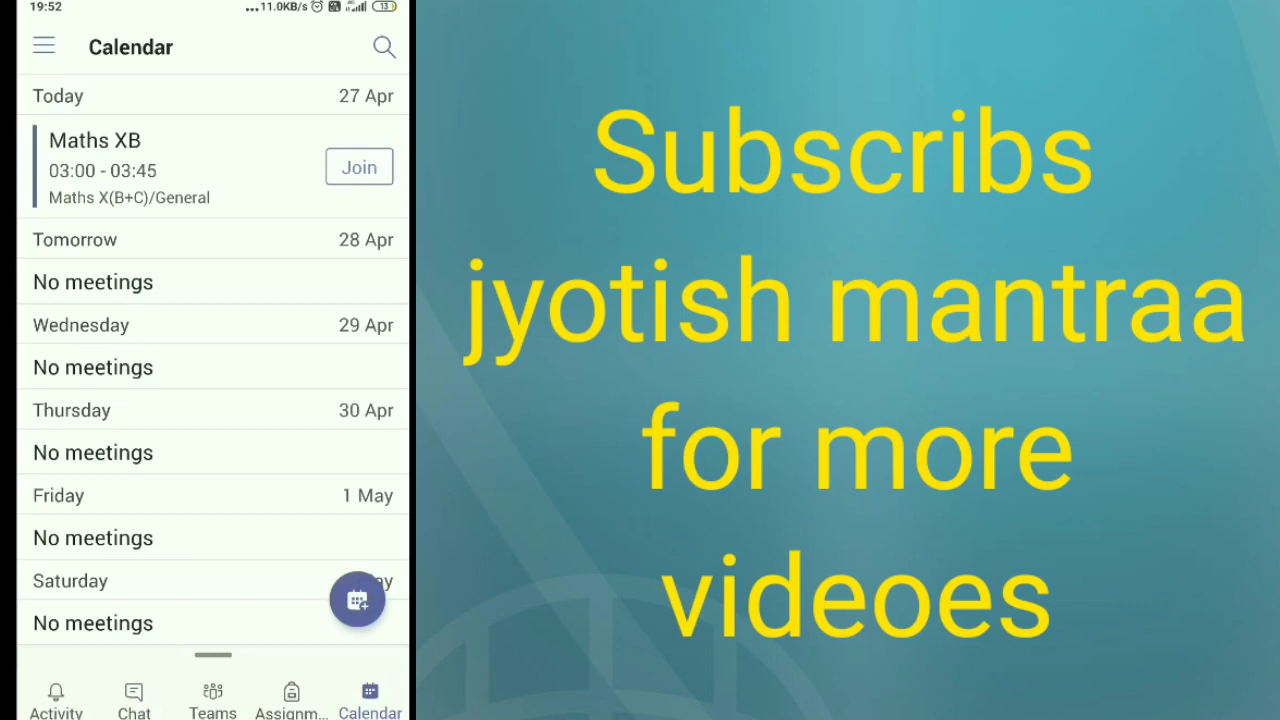 19:52 ...11.0KB/s 13
Calendar
Today 27 Apr
Maths XB
03:00 - 03:45
Join
Maths X(B+C)/General
Tomorrow 28 Apr
No meetings
Wednesday 29 Apr
No meetings
Thursday 30 Apr
No meetings
Friday 1 May
No meetings
Saturday
No meetings
Activity Chat Teams Assignm... Calendar
Subscribs
jyotish mantraa
for more
videoes